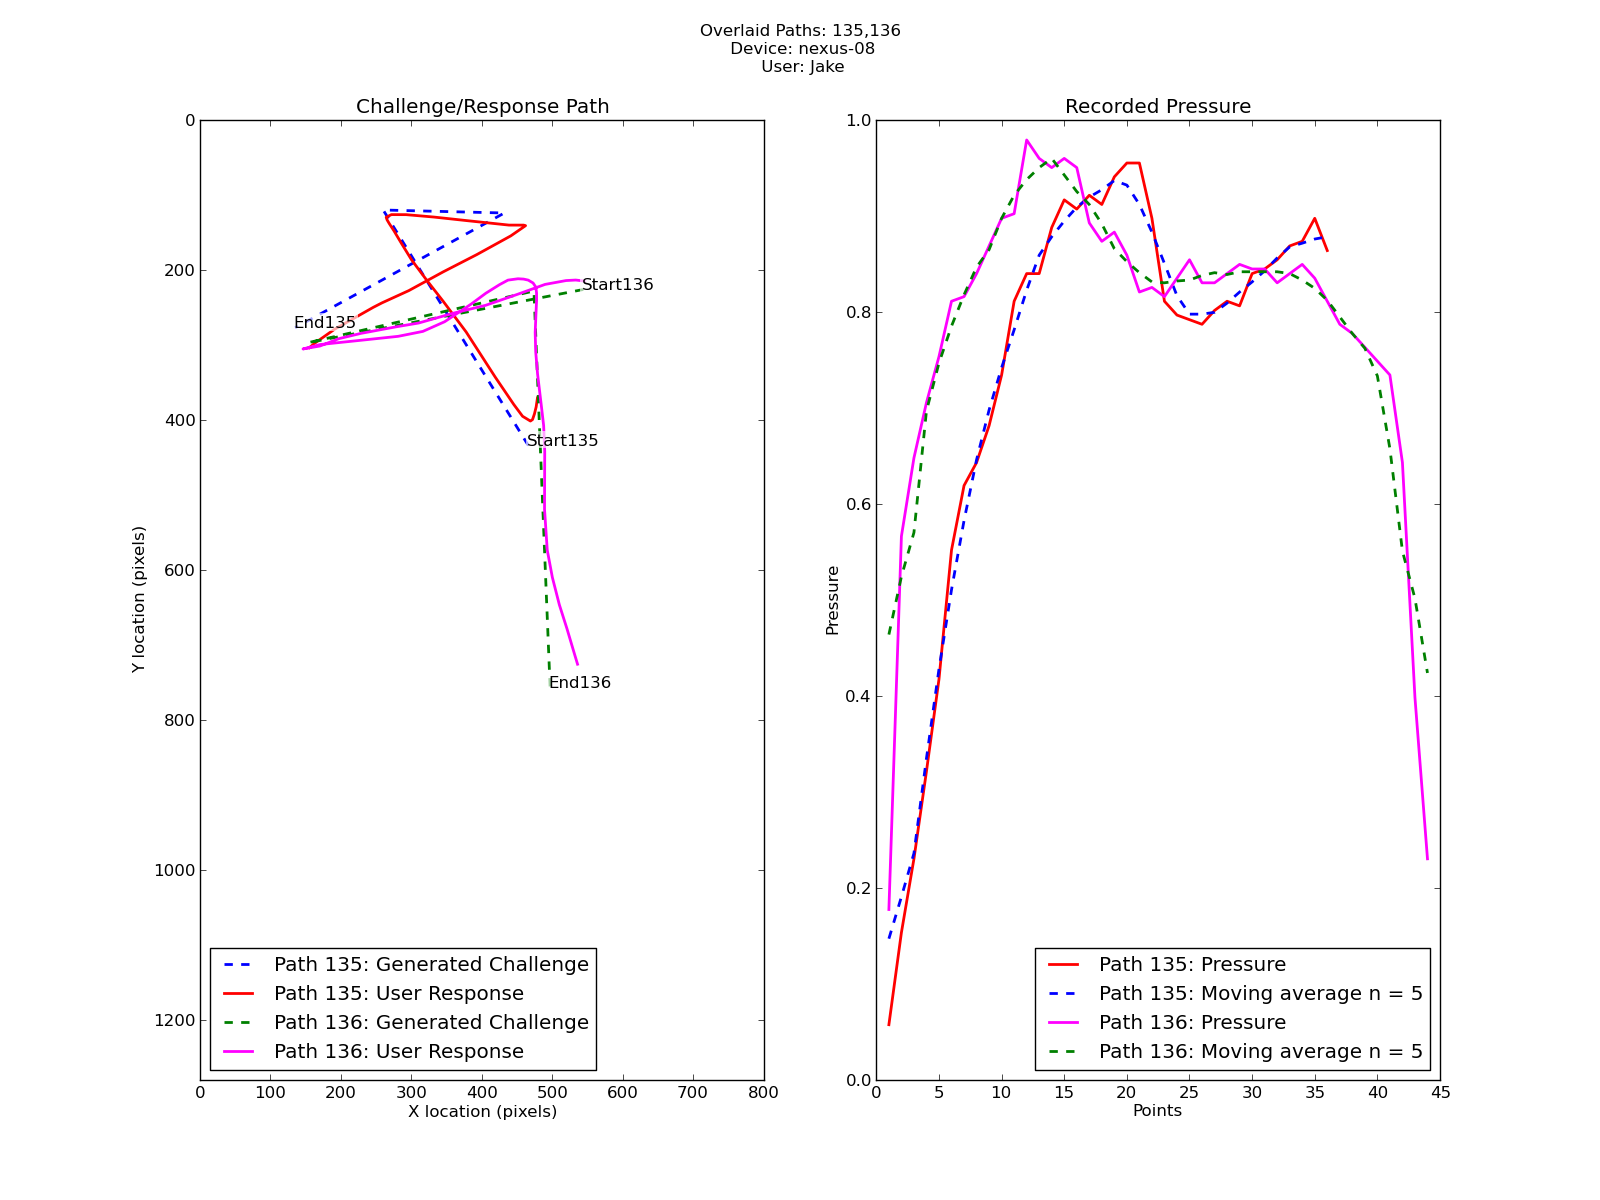 Overlaid Paths: 135,136
Device: nexus-08
User: Jake
Challenge/Response Path
0
200
400
600
800
1000
1200
Y location (pixels)
Start136
End135
Start135
End136
Path 135: Generated Challenge
Path 135: User Response
Path 136: Generated Challenge
Path 136: User Response
0 100 200 300 400 500 600 700 800
X location (pixels)
Recorded Pressure
1.0
0.8
0.6
0.4
0.2
0.0
Pressure
Path 135: Pressure
Path 135: Moving average n = 5
Path 136: Pressure
Path 136: Moving average n = 5
0 5 10 15 20 25 30 35 40 45
Points